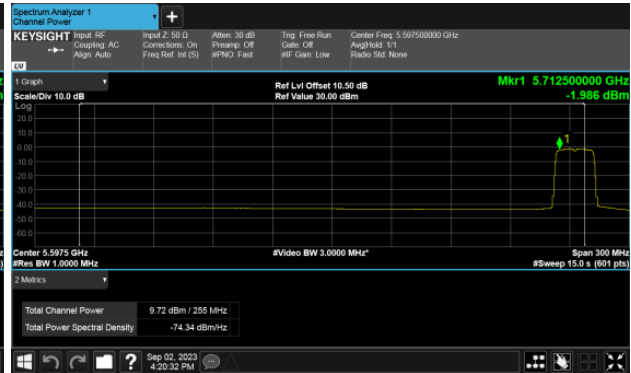 Spectrum Analyzer 1
Channel Power
KEYSIGHT
Input: RF
Coupling: AC
Align: Auto
Input Z: 50 Ω
Corrections: On
Freq Ref: Int (S)
Atten: 30 dB
Preamp: Off
#PNO: Fast
Trig: Free Run
Gate: Off
#IF Gain: Low
Center Freq: 5.597500000 GHz
Avg|Hold: 1/1
Radio Std: None
LXI
1 Graph
Scale/Div 10.0 dB
Ref Lvl Offset 10.50 dB
Ref Value 30.00 dBm
Mkr1 5.712500000 GHz
-1.986 dBm
Log
20.0
10.0
0.00
-10.0
-20.0
-30.0
-40.0
-50.0
-60.0
1
Center 5.5975 GHz
#Res BW 1.0000 MHz
#Video BW 3.0000 MHz*
Span 300 MHz
#Sweep 15.0 s (601 pts)
2 Metrics
Total Channel Power 9.72 dBm / 255 MHz
Total Power Spectral Density -74.34 dBm/Hz
?
Sep 02, 2023
4:20:32 PM